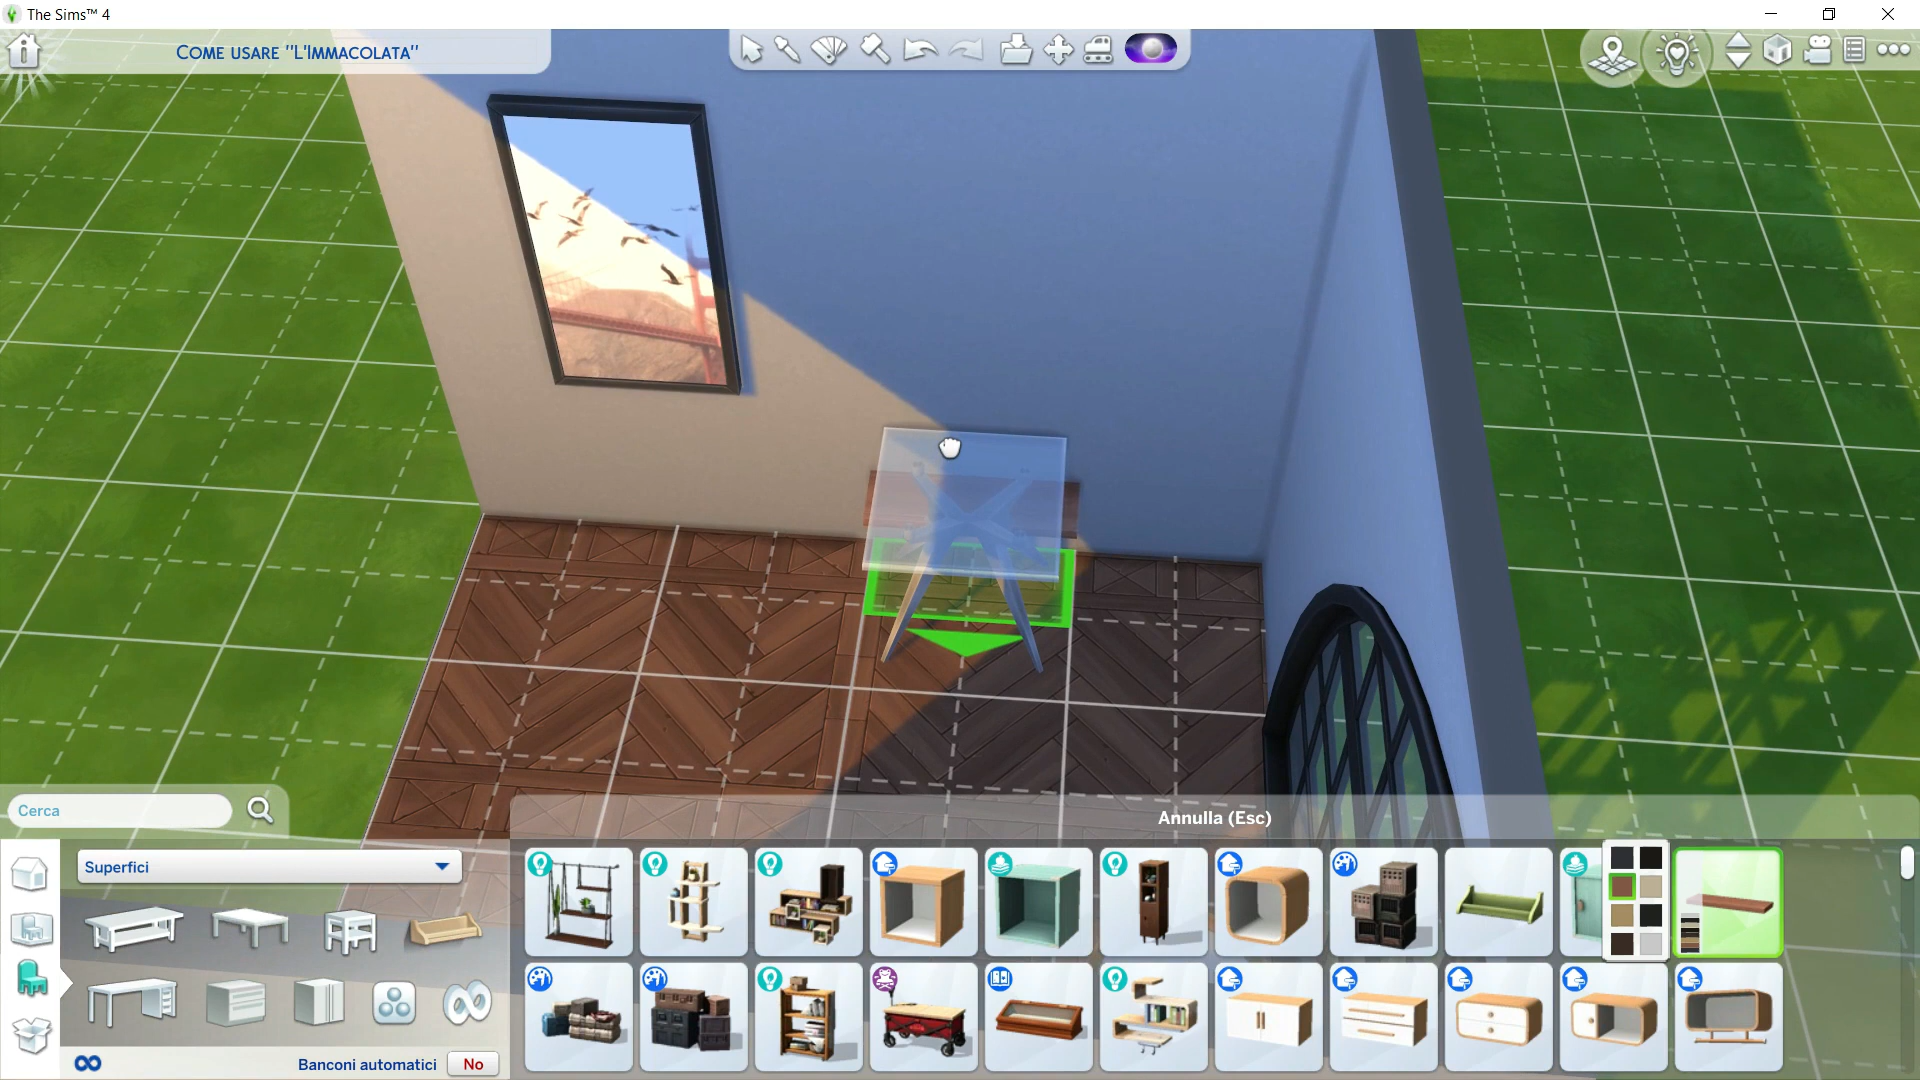 The Sims™ 4
COME USARE "L'IMMACOLATA"
Cerca
Annulla (Esc)
Superfici
Banconi automatici No